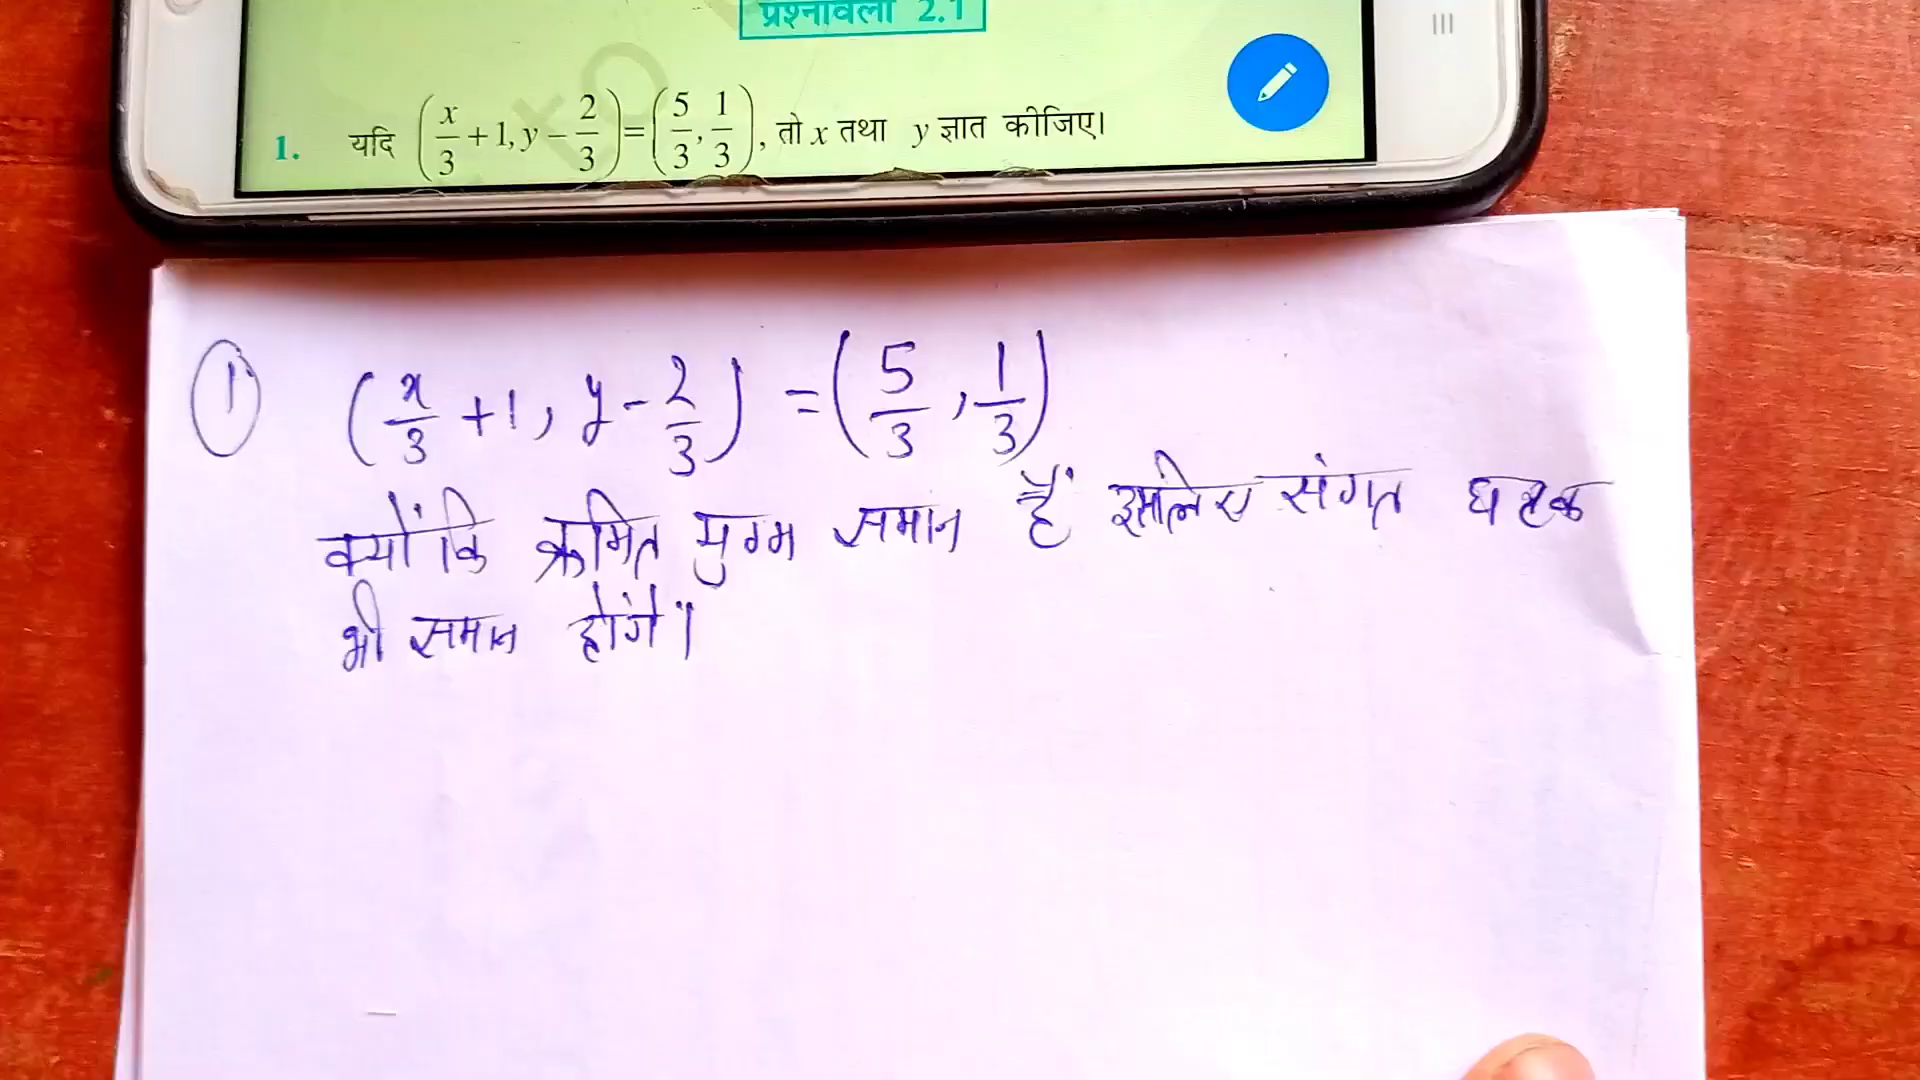 प्रश्नावली 2.1
1. यदि (x/3 + 1, y − 2/3) = (5/3, 1/3), तो x तथा y ज्ञात कीजिए।
① (x/3 + 1, y − 2/3) = (5/3, 1/3)
क्योंकि क्रमित युग्म समान हैं इसलिए संगत घटक
भी समान होंगे।